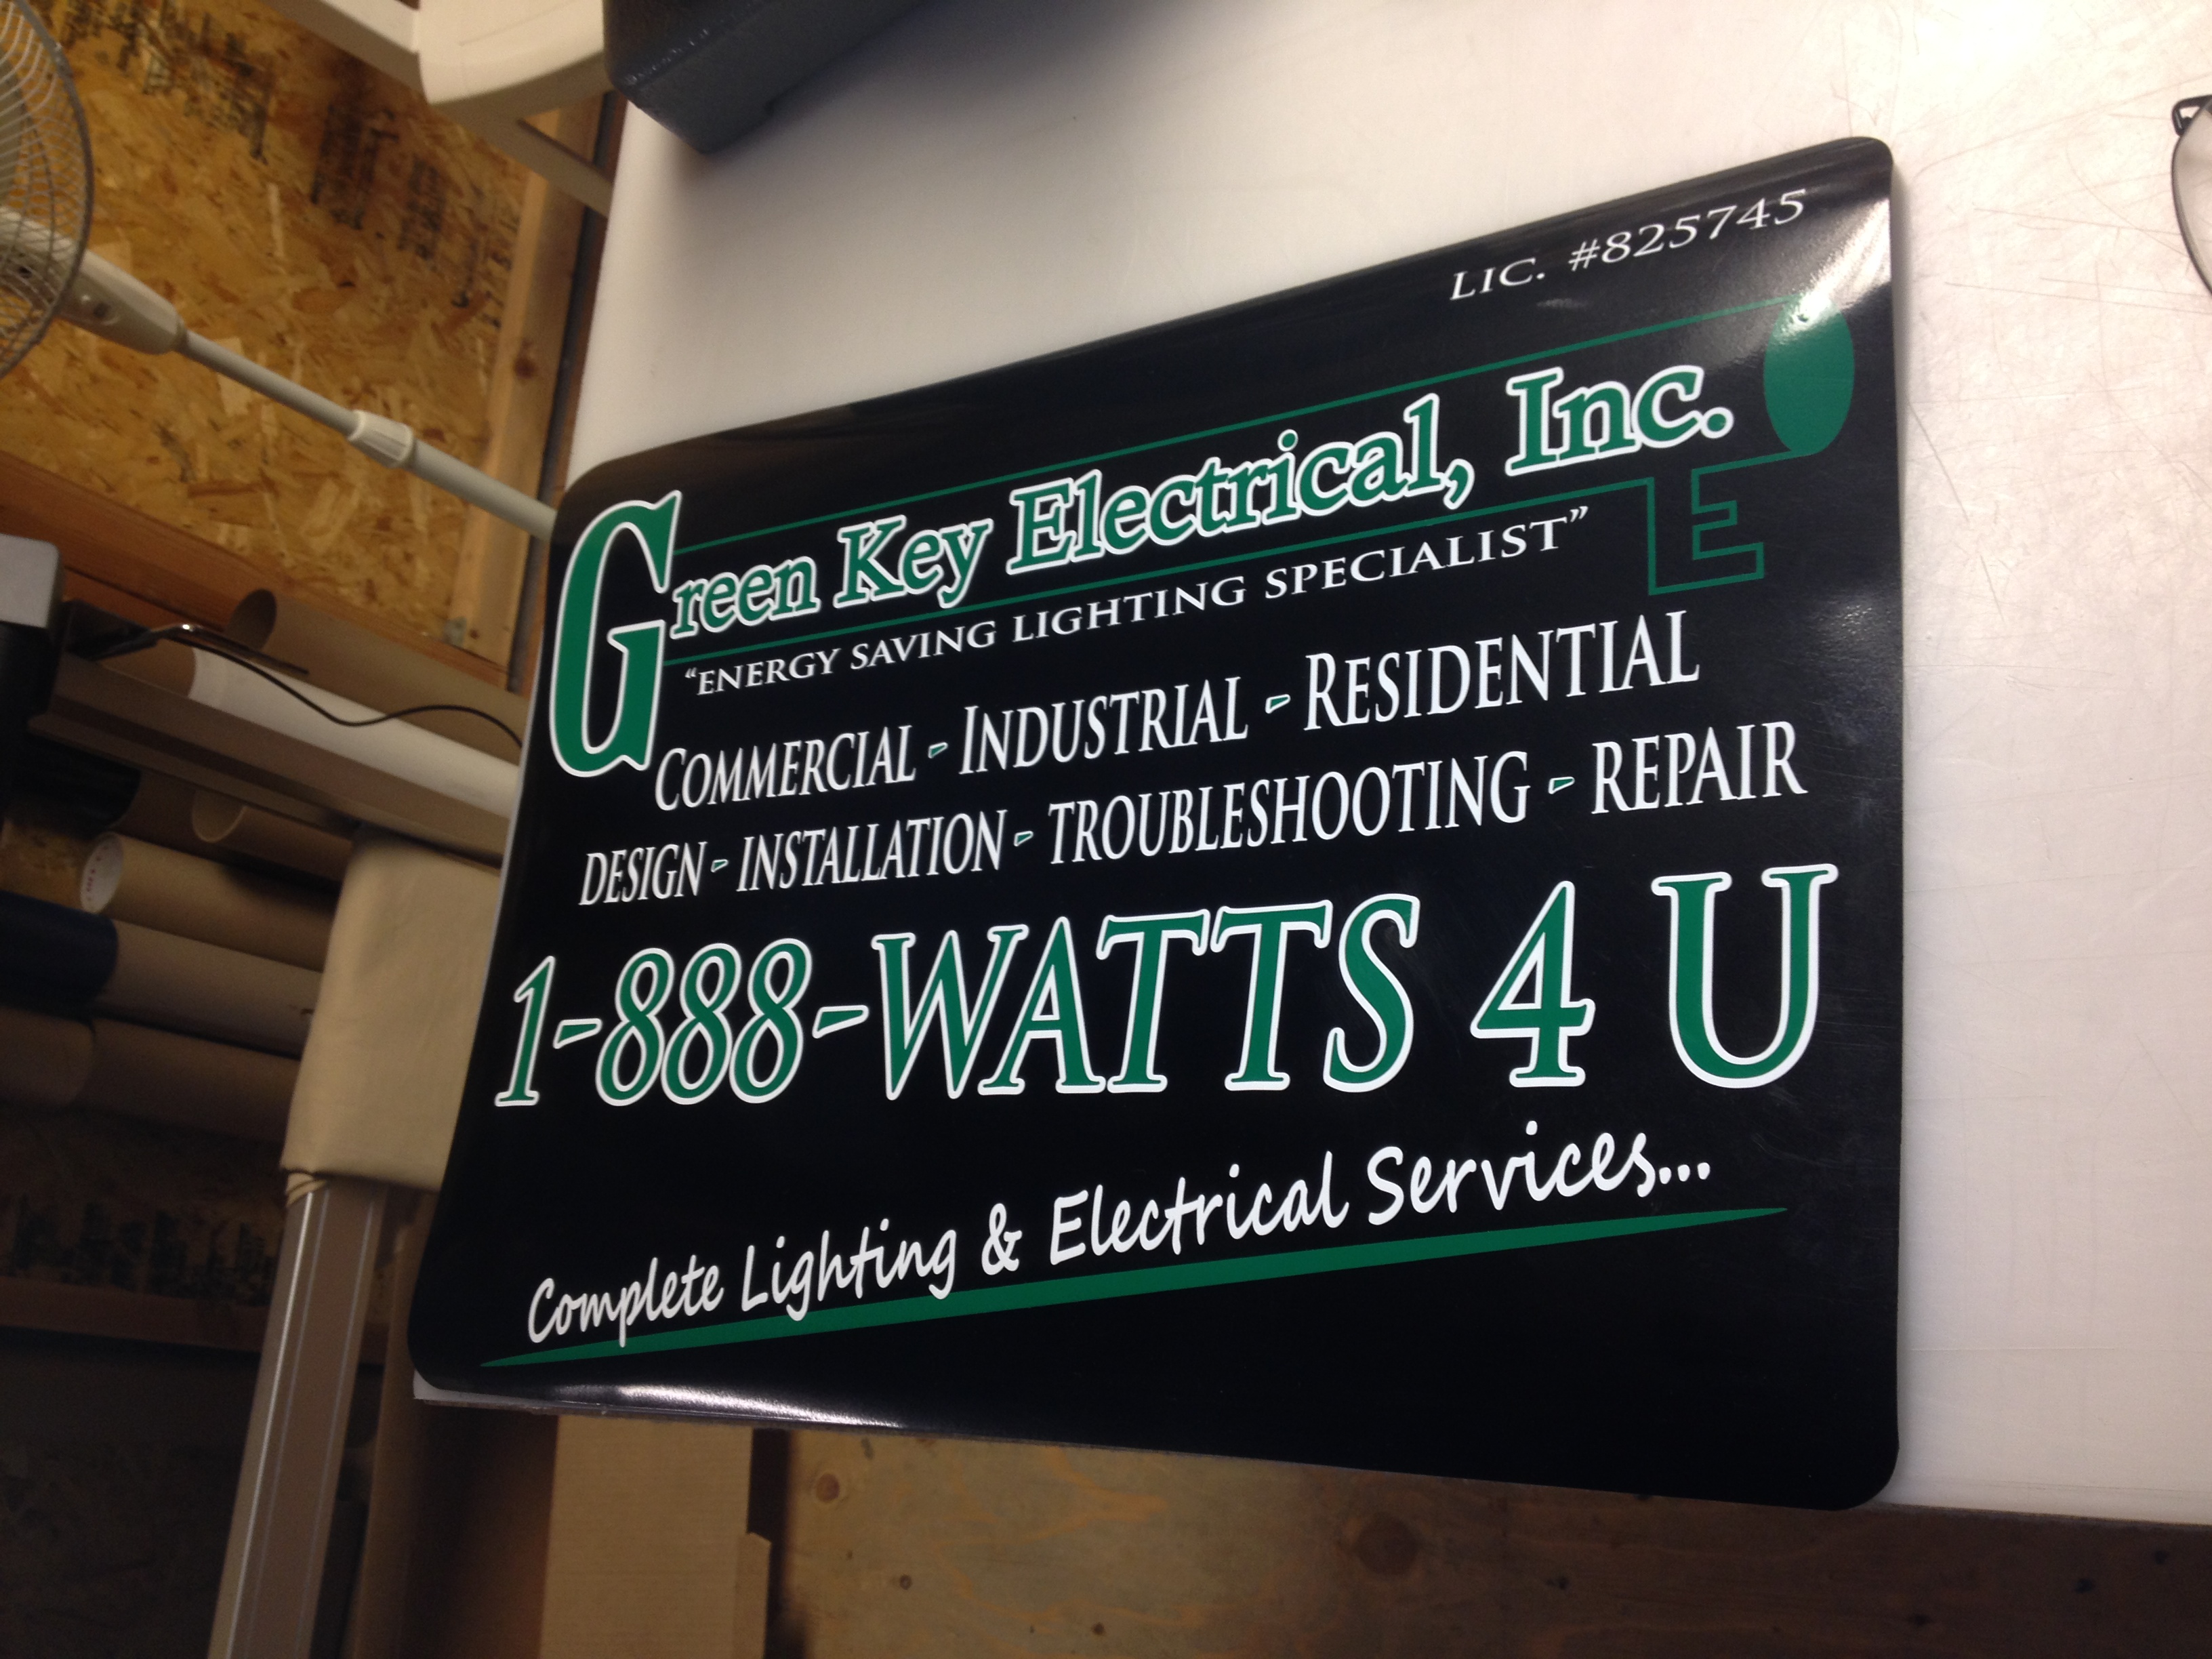 LIC. #825745
Green Key Electrical, Inc.
E
"ENERGY SAVING LIGHTING SPECIALIST"
COMMERCIAL - INDUSTRIAL - RESIDENTIAL
DESIGN - INSTALLATION - TROUBLESHOOTING - REPAIR
1-888-WATTS 4 U
Complete Lighting & Electrical Services...